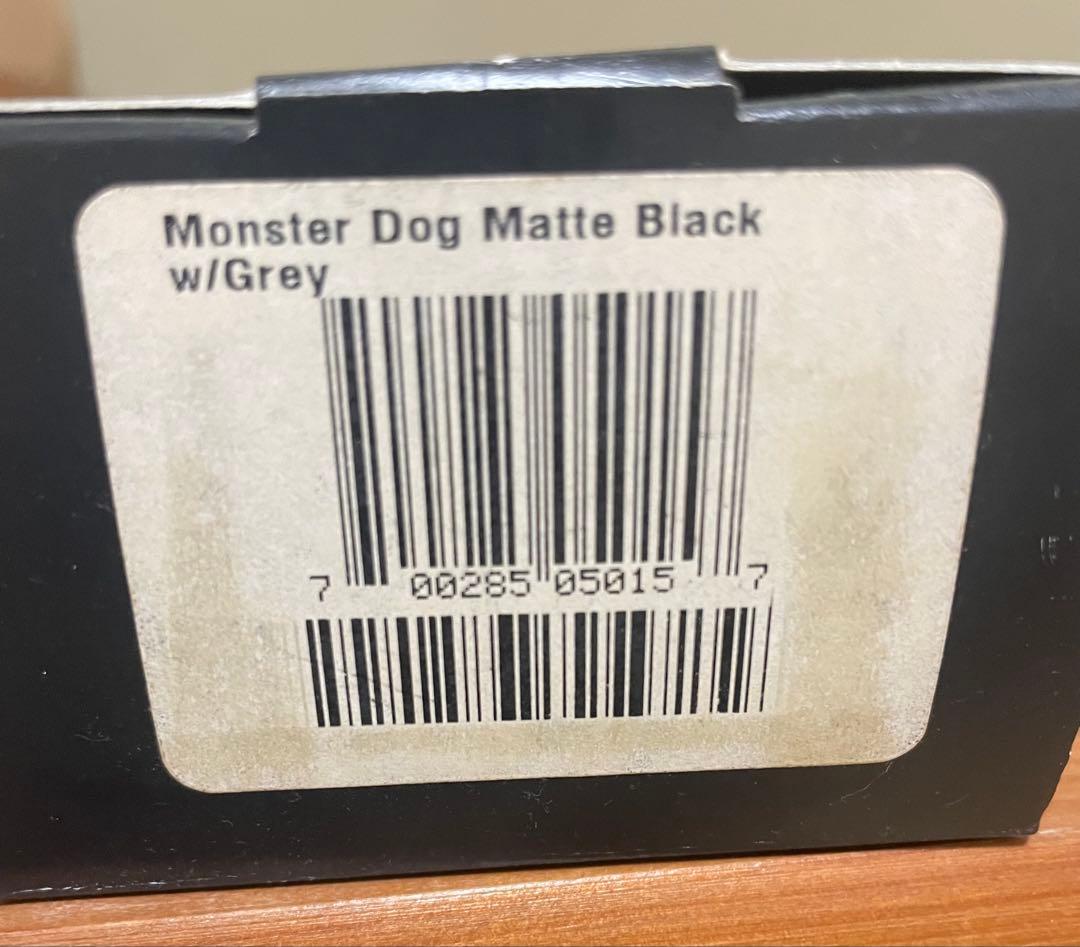 Monster Dog Matte Black
w/Grey
7 00285 05015 7